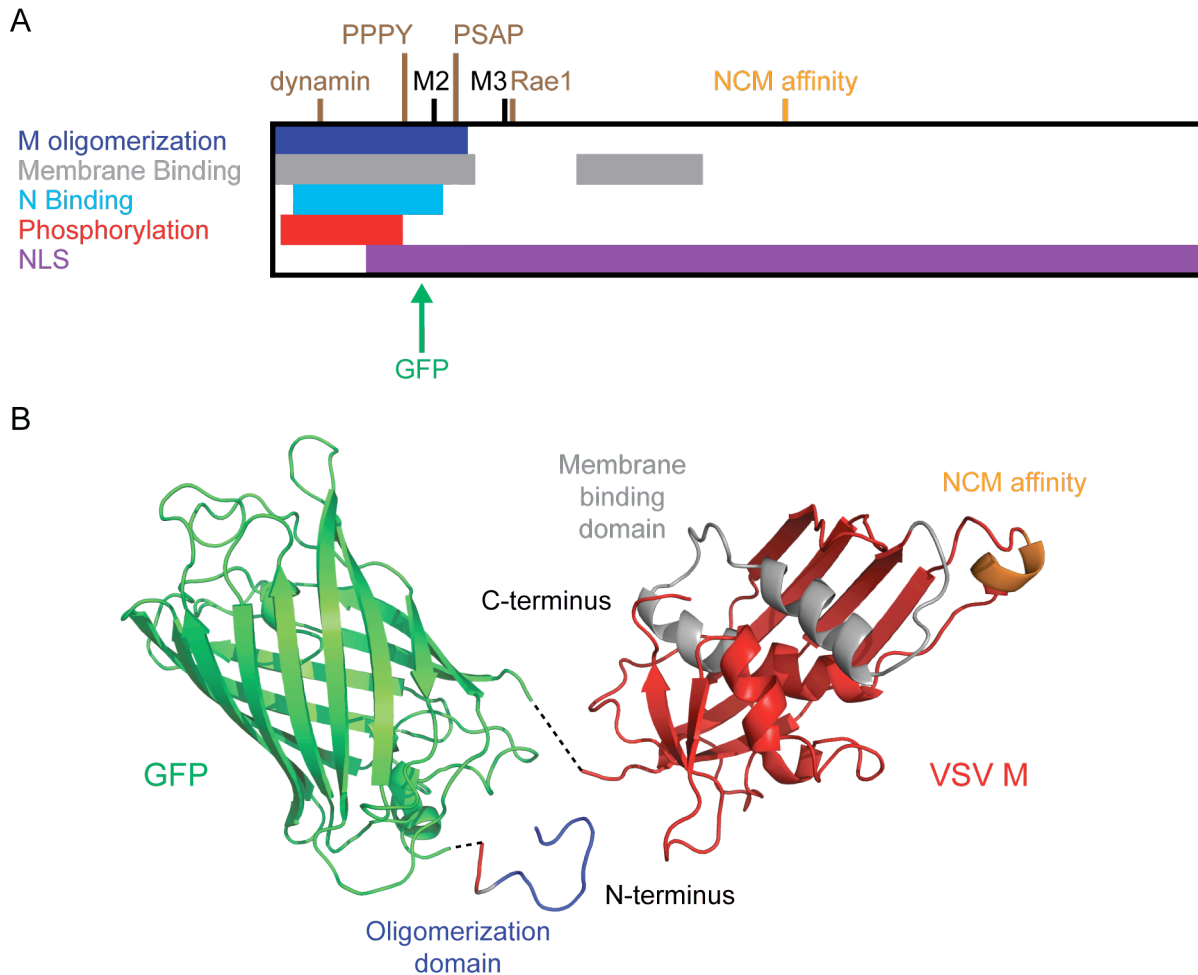 A
PPPY
PSAP
dynamin
M2
M3
Rae1
NCM affinity
M oligomerization
Membrane Binding
N Binding
Phosphorylation
NLS
GFP
B
Membrane
binding
domain
NCM affinity
C-terminus
GFP
VSV M
N-terminus
Oligomerization
domain